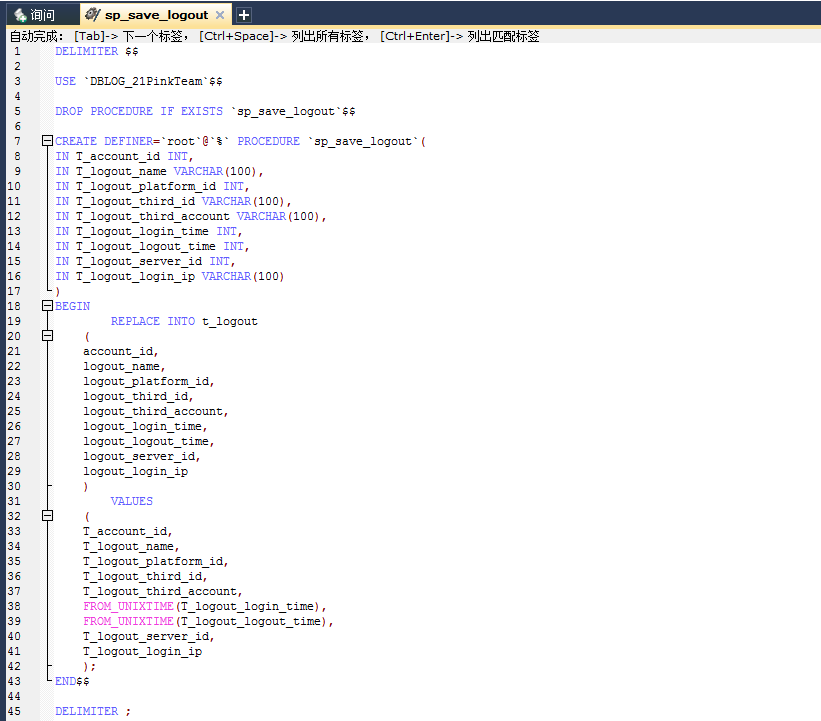 询问 sp_save_logout
自动完成: [Tab]-> 下一个标签, [Ctrl+Space]-> 列出所有标签, [Ctrl+Enter]-> 列出匹配标签
1 DELIMITER $$
2
3 USE `DBLOG_21PinkTeam`$$
4
5 DROP PROCEDURE IF EXISTS `sp_save_logout`$$
6
7 CREATE DEFINER=`root`@`%` PROCEDURE `sp_save_logout`(
8 IN T_account_id INT,
9 IN T_logout_name VARCHAR(100),
10 IN T_logout_platform_id INT,
11 IN T_logout_third_id VARCHAR(100),
12 IN T_logout_third_account VARCHAR(100),
13 IN T_logout_login_time INT,
14 IN T_logout_logout_time INT,
15 IN T_logout_server_id INT,
16 IN T_logout_login_ip VARCHAR(100)
17 )
18 BEGIN
19 REPLACE INTO t_logout
20 (
21 account_id,
22 logout_name,
23 logout_platform_id,
24 logout_third_id,
25 logout_third_account,
26 logout_login_time,
27 logout_logout_time,
28 logout_server_id,
29 logout_login_ip
30 )
31 VALUES
32 (
33 T_account_id,
34 T_logout_name,
35 T_logout_platform_id,
36 T_logout_third_id,
37 T_logout_third_account,
38 FROM_UNIXTIME(T_logout_login_time),
39 FROM_UNIXTIME(T_logout_logout_time),
40 T_logout_server_id,
41 T_logout_login_ip
42 );
43 END$$
44
45 DELIMITER ;